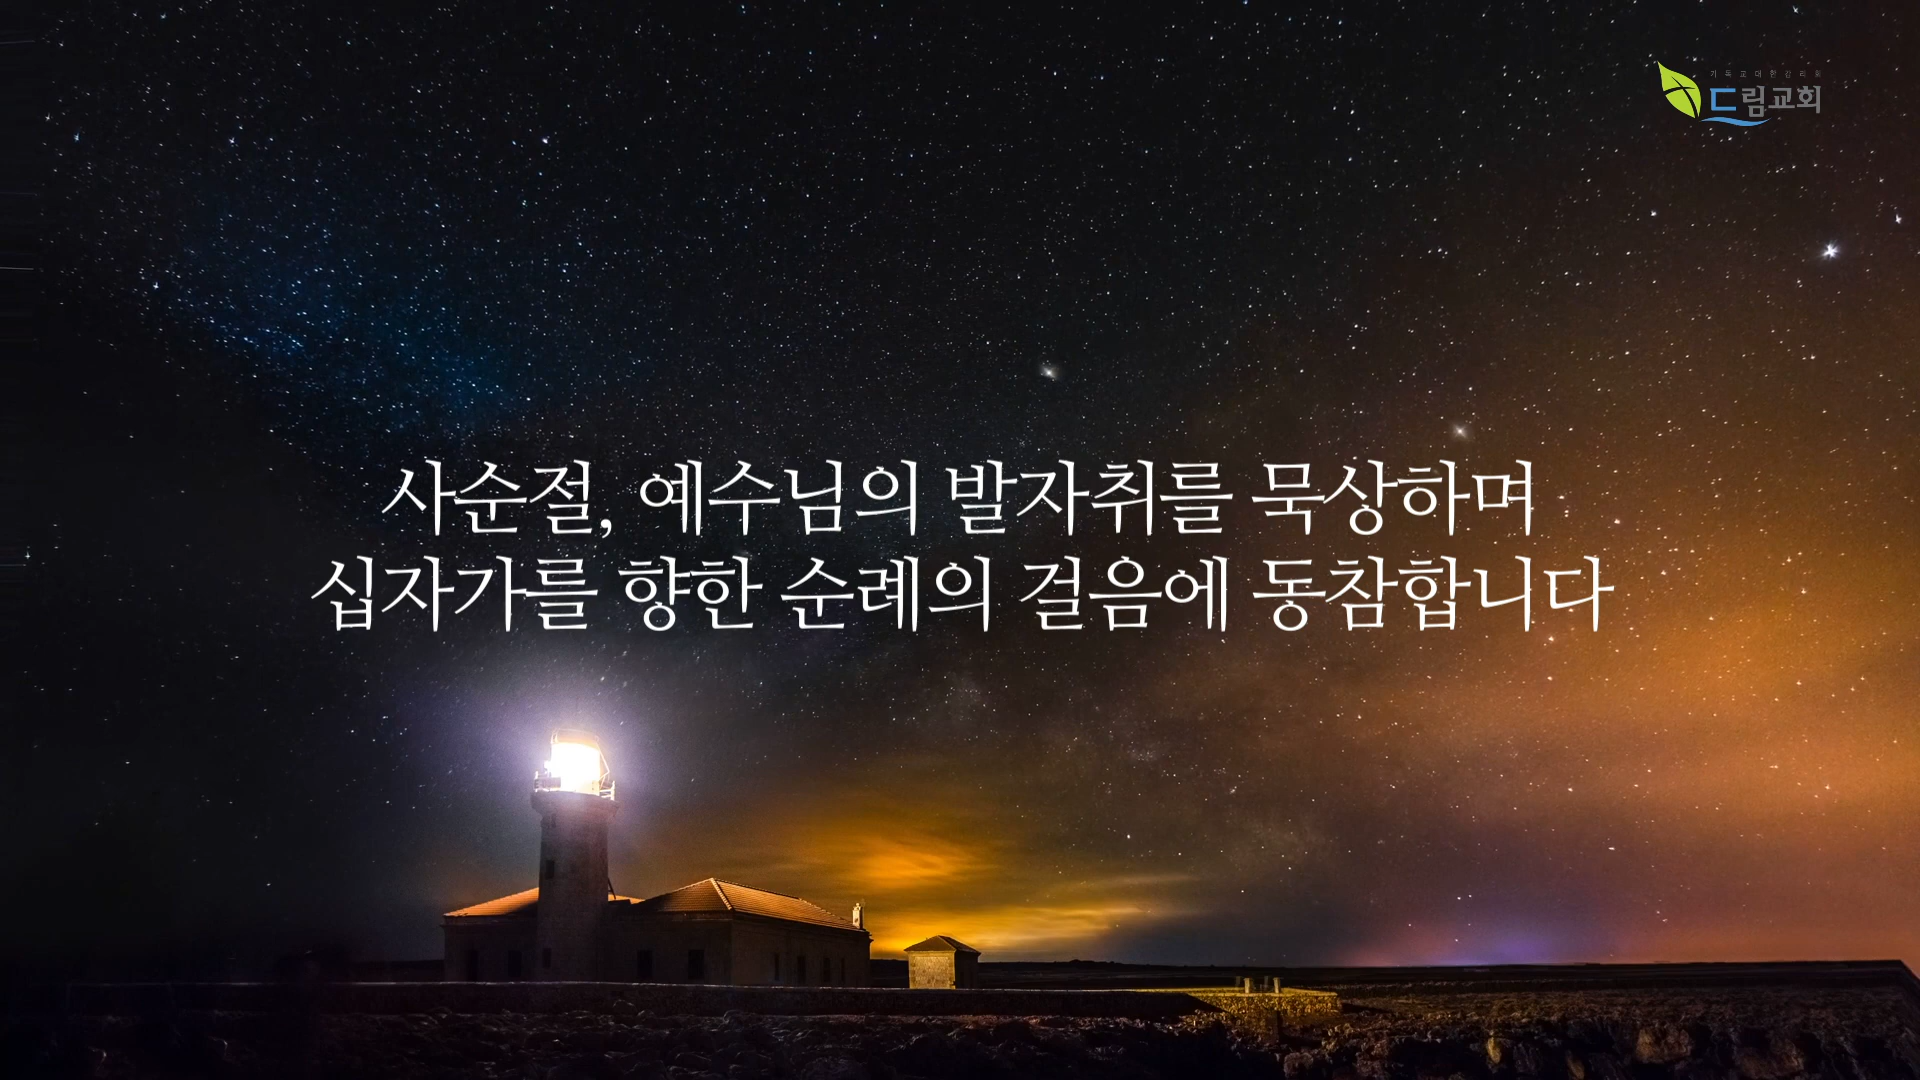 기독교대한감리회
드림교회
사순절, 예수님의 발자취를 묵상하며
십자가를 향한 순례의 걸음에 동참합니다